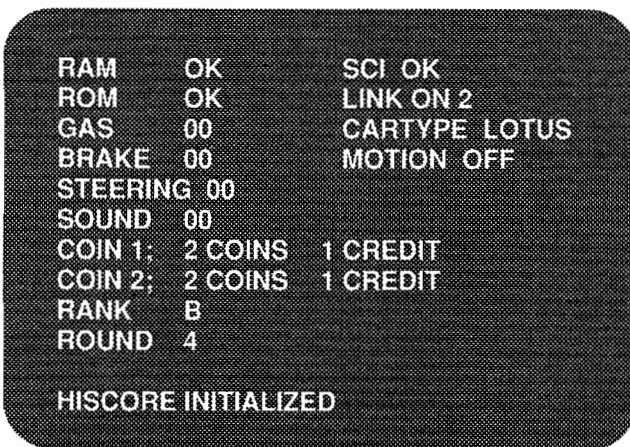 RAM OK SCI OK
ROM OK LINK ON 2
GAS 00 CARTYPE LOTUS
BRAKE 00 MOTION OFF
STEERING 00
SOUND 00
COIN 1; 2 COINS 1 CREDIT
COIN 2; 2 COINS 1 CREDIT
RANK B
ROUND 4
HISCORE INITIALIZED